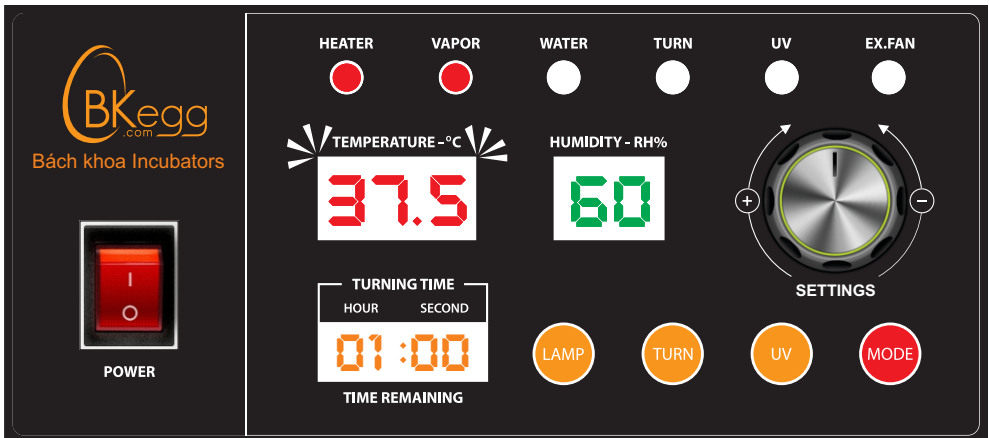 BKegg
.com
Bách khoa Incubators
I
O
POWER
HEATER VAPOR WATER TURN UV EX.FAN
TEMPERATURE-°C HUMIDITY - RH%
37.5 60
+ −
SETTINGS
TURNING TIME
HOUR SECOND
01:00
TIME REMAINING
LAMP TURN UV MODE